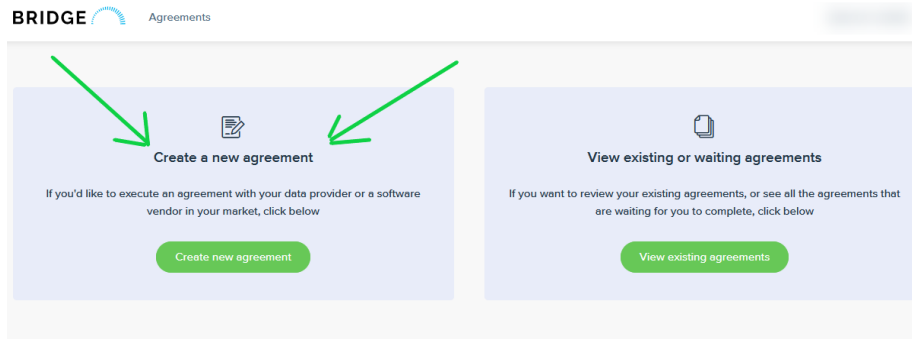 BRIDGE
Agreements
Create a new agreement
If you'd like to execute an agreement with your data provider or a software
vendor in your market, click below
Create new agreement
View existing or waiting agreements
If you want to review your existing agreements, or see all the agreements that
are waiting for you to complete, click below
View existing agreements